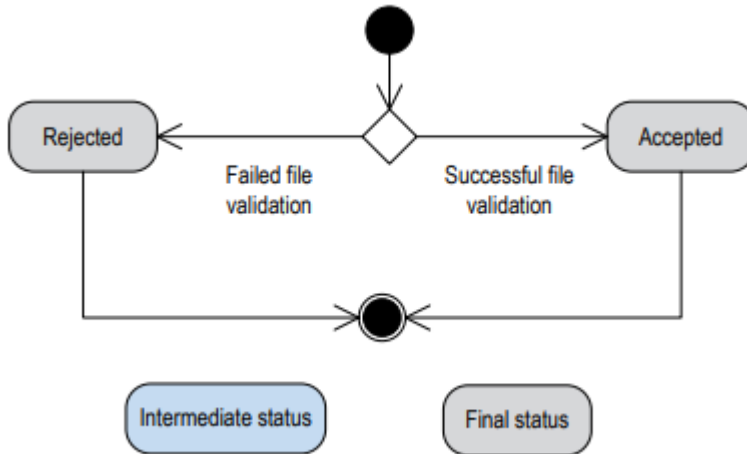 Rejected
Accepted
Failed file
validation
Successful file
validation
Intermediate status
Final status